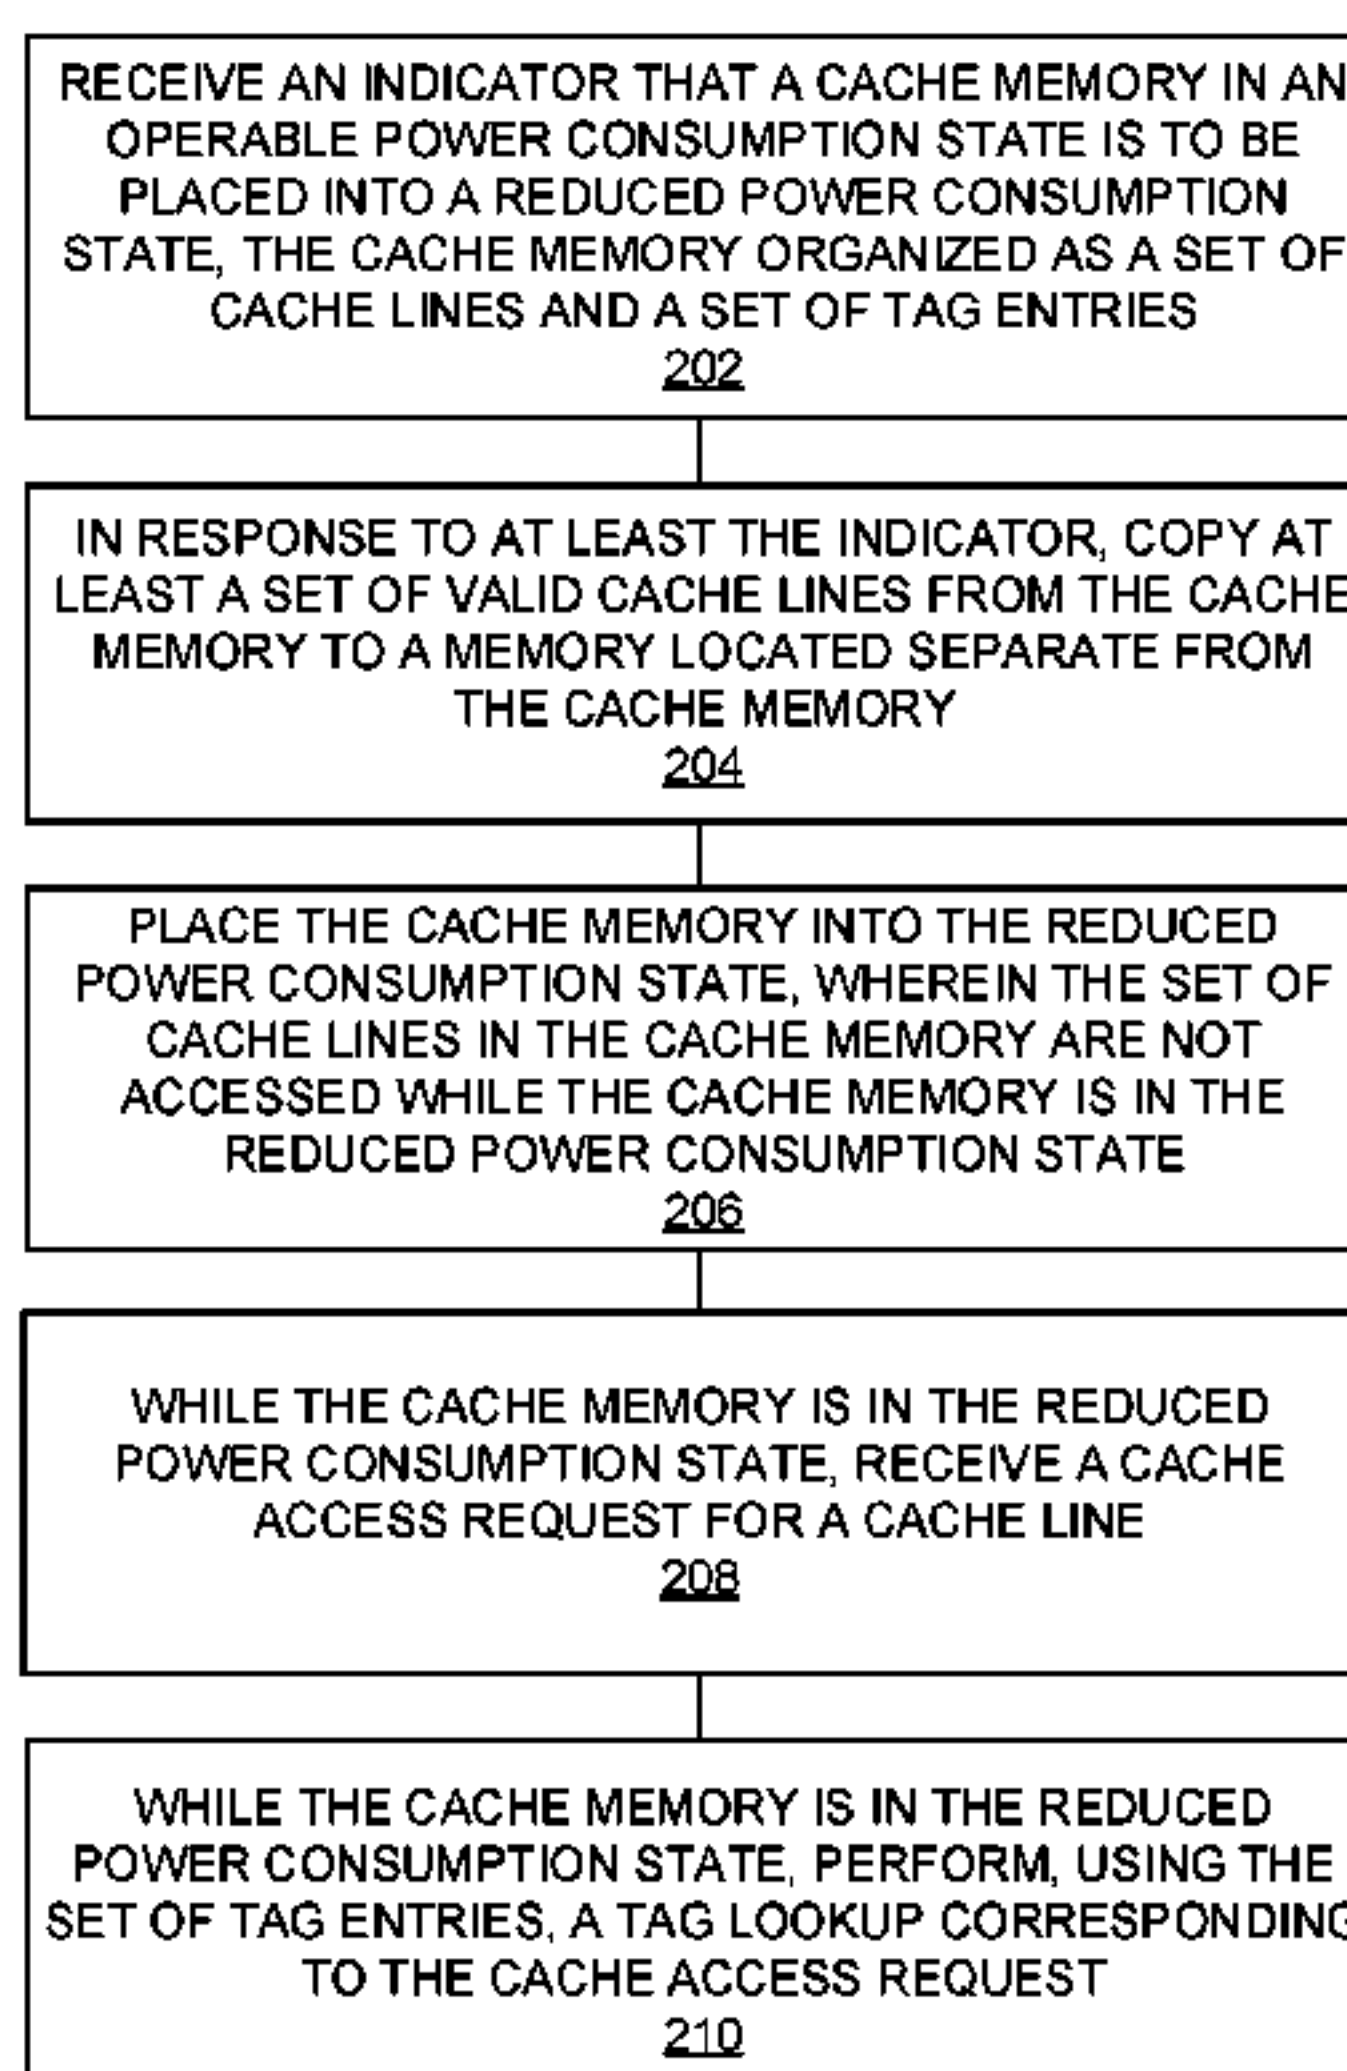 RECEIVE AN INDICATOR THAT A CACHE MEMORY IN AN
OPERABLE POWER CONSUMPTION STATE IS TO BE
PLACED INTO A REDUCED POWER CONSUMPTION
STATE, THE CACHE MEMORY ORGANIZED AS A SET OF
CACHE LINES AND A SET OF TAG ENTRIES
202
IN RESPONSE TO AT LEAST THE INDICATOR, COPY AT
LEAST A SET OF VALID CACHE LINES FROM THE CACHE
MEMORY TO A MEMORY LOCATED SEPARATE FROM
THE CACHE MEMORY
204
PLACE THE CACHE MEMORY INTO THE REDUCED
POWER CONSUMPTION STATE, WHEREIN THE SET OF
CACHE LINES IN THE CACHE MEMORY ARE NOT
ACCESSED WHILE THE CACHE MEMORY IS IN THE
REDUCED POWER CONSUMPTION STATE
206
WHILE THE CACHE MEMORY IS IN THE REDUCED
POWER CONSUMPTION STATE, RECEIVE A CACHE
ACCESS REQUEST FOR A CACHE LINE
208
WHILE THE CACHE MEMORY IS IN THE REDUCED
POWER CONSUMPTION STATE, PERFORM, USING THE
SET OF TAG ENTRIES, A TAG LOOKUP CORRESPONDING
TO THE CACHE ACCESS REQUEST
210